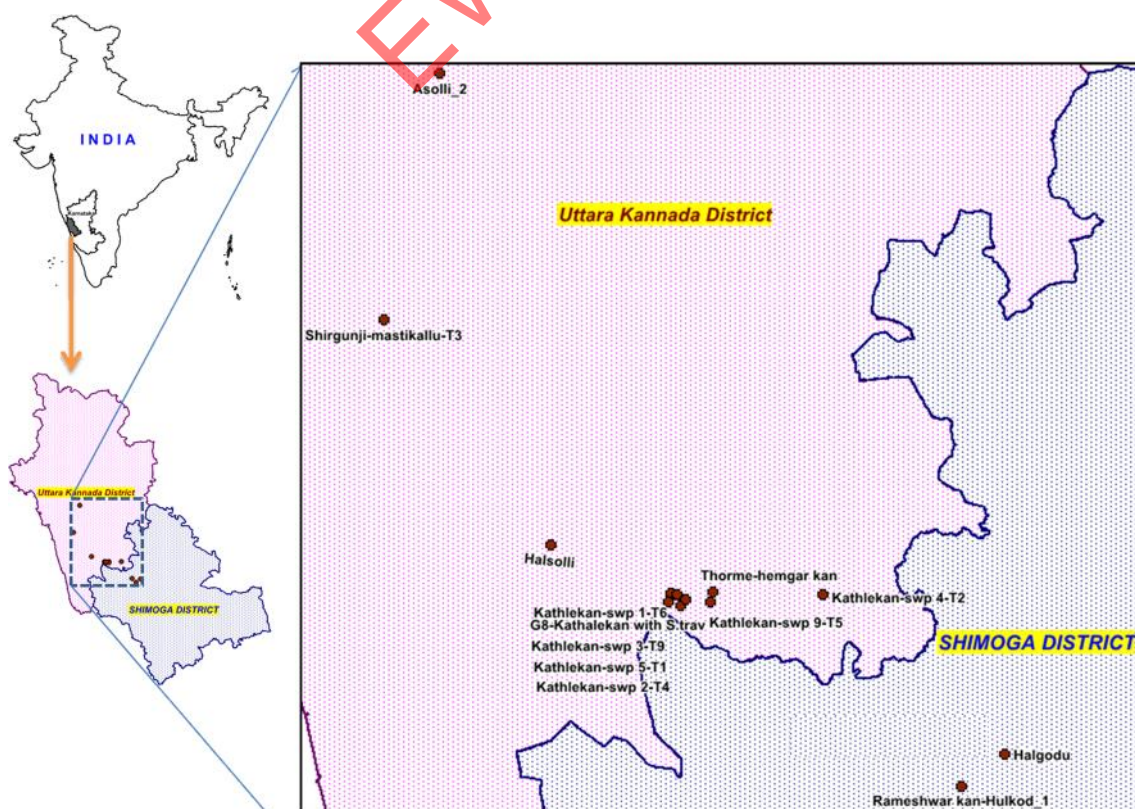 Ev
INDIA
Karnataka
Asolli_2
Uttara Kannada District
Shirgunji-mastikallu-T3
Halsolli
Thorme-hemgar kan
Kathlekan-swp 4-T2
Kathlekan-swp 1-T6
G8-Kathalekan with S.trav
Kathlekan-swp 9-T5
Kathlekan-swp 3-T9
Kathlekan-swp 5-T1
Kathlekan-swp 2-T4
SHIMOGA DISTRICT
Halgodu
Rameshwar kan-Hulkod_1
Uttara Kannada District
SHIMOGA DISTRICT